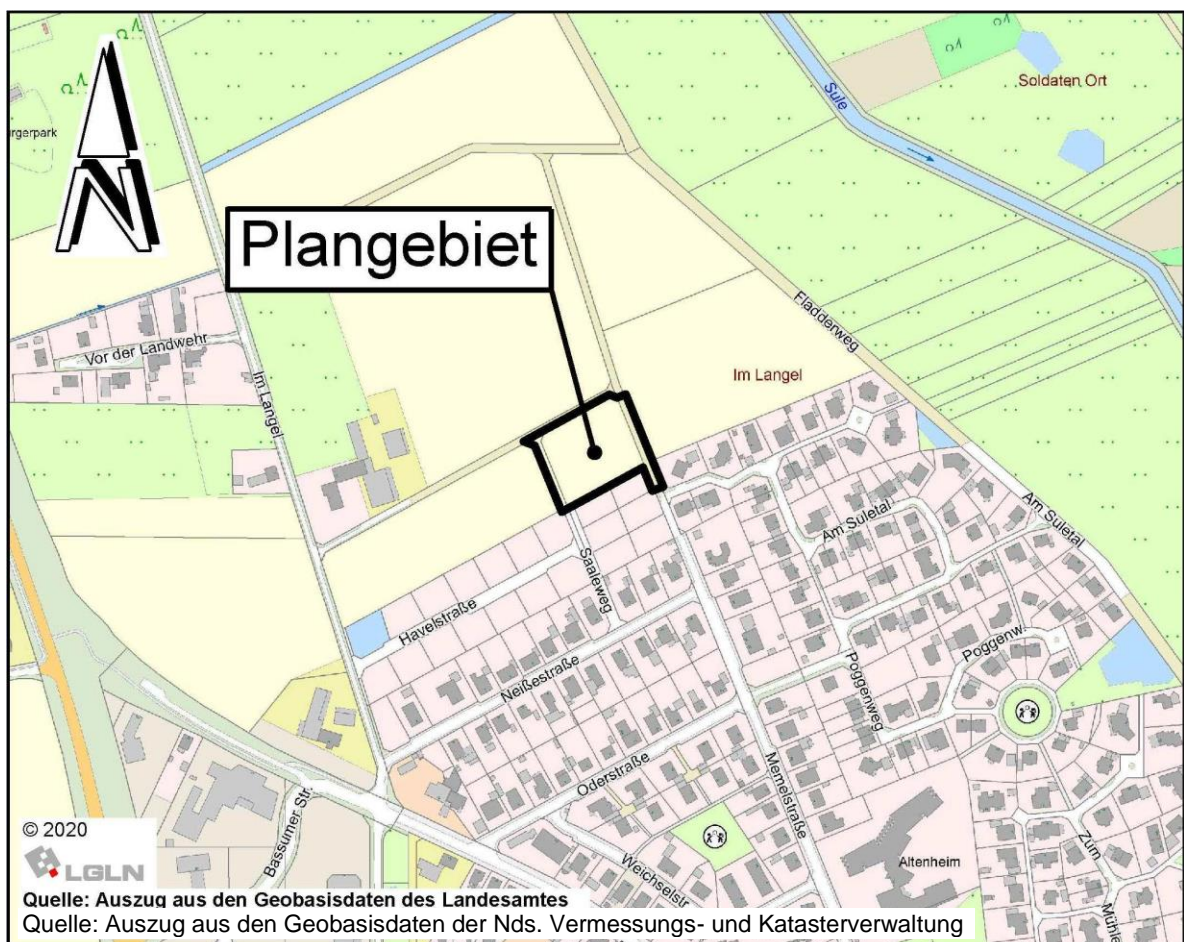 Soldaten Ort
Sule
rgerpark
N
Plangebiet
Fladderweg
Vor der Landwehr
Im Langel
Im Langel
Am Suletal
Am Suletal
Saaleweg
Havelstraße
Neißestraße
Poggenw.
Poggenweg
Oderstraße
Memelstraße
Bassumer Str.
Weichselstr
Altenheim
Zum
Mühle
© 2020
LGLN
Quelle: Auszug aus den Geobasisdaten des Landesamtes
Quelle: Auszug aus den Geobasisdaten der Nds. Vermessungs- und Katasterverwaltung